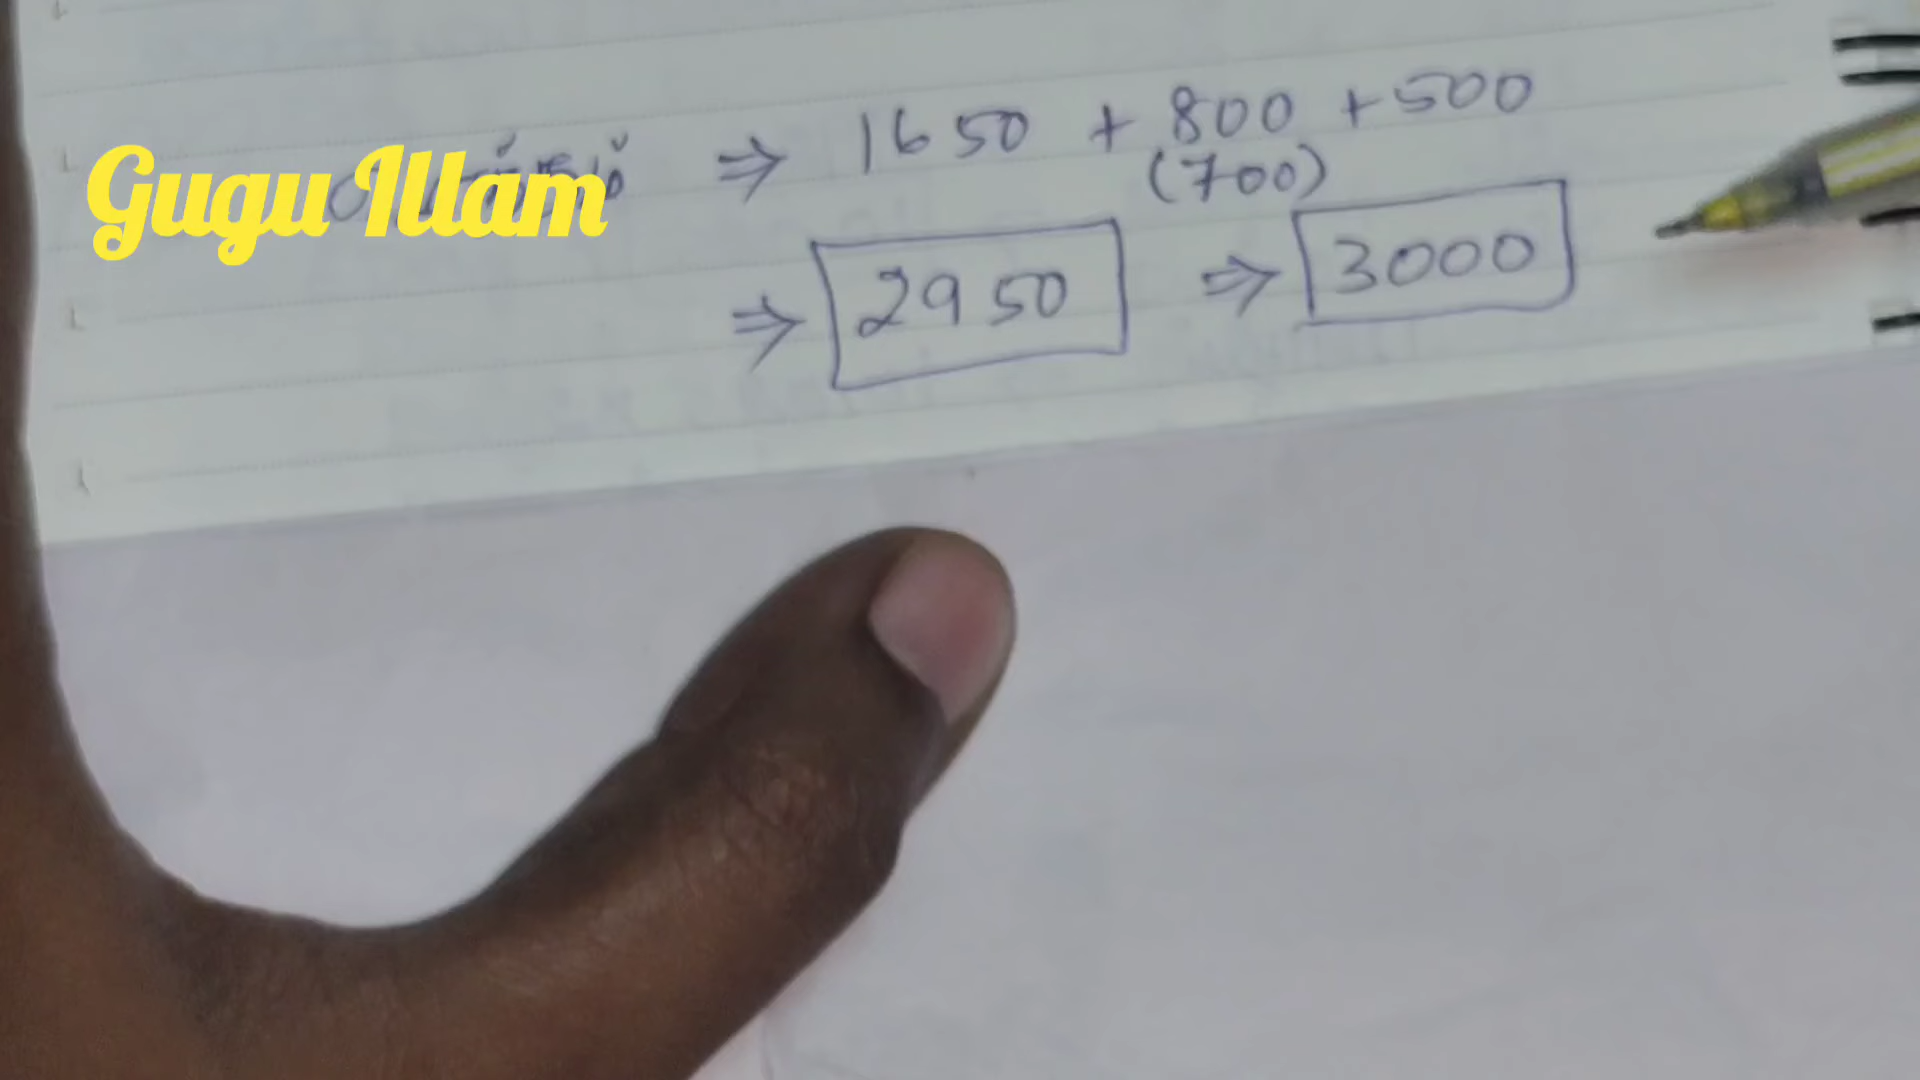 Gugu Illam
⇒ 1650 + 800 + 500
(700)
⇒ 2950 ⇒ 3000